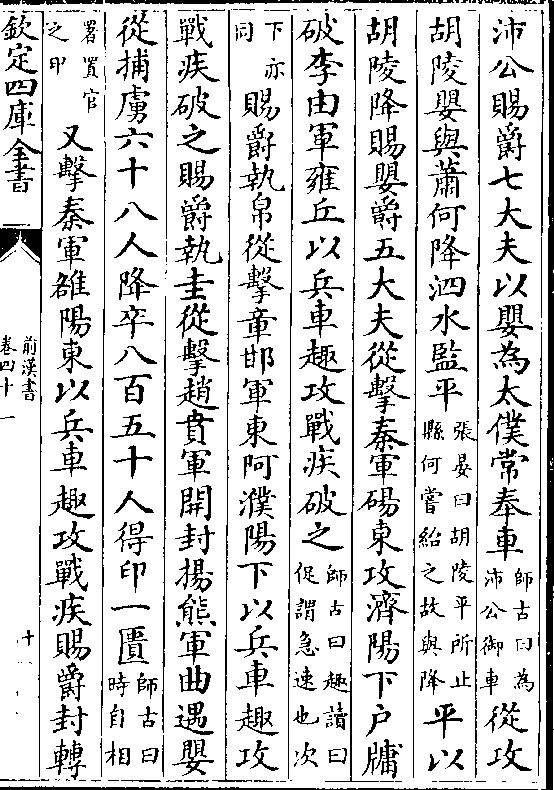 沛公賜爵七大夫以嬰為太僕常奉車師古曰為沛公御車從攻
胡陵嬰與蕭何降泗水監平張晏曰胡陵平所止縣何嘗紿之故與降平以
胡陵降賜嬰爵五大夫從擊秦軍碭東攻濟陽下户牖
破李由軍雍丘以兵車趣攻戰疾破之師古曰趣讀曰促謂急速也次
下亦同賜爵執帛從擊章邯軍東阿濮陽下以兵車趣攻
戰疾破之賜爵執圭從擊趙賁軍開封揚熊軍曲遇嬰
從捕虜六十八人降卒八百五十人得印一匱師古曰時自相
署置官之印又擊秦軍雒陽東以兵車趣攻戰疾賜爵封轉
欽定四庫全書
前漢書
卷四十一
十